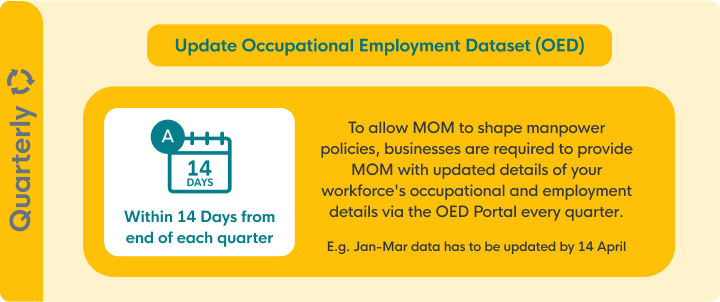 Quarterly
Update Occupational Employment Dataset (OED)
A
14
DAYS
Within 14 Days from
end of each quarter
To allow MOM to shape manpower
policies, businesses are required to provide
MOM with updated details of your
workforce's occupational and employment
details via the OED Portal every quarter.
E.g. Jan-Mar data has to be updated by 14 April